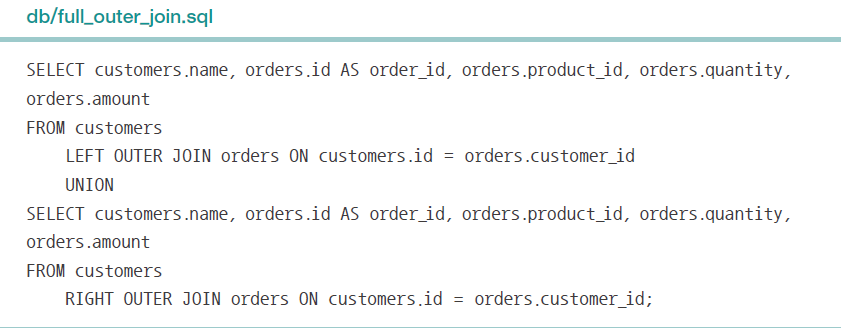 db/full_outer_join.sql
SELECT customers.name, orders.id AS order_id, orders.product_id, orders.quantity,
orders.amount
FROM customers
LEFT OUTER JOIN orders ON customers.id = orders.customer_id
UNION
SELECT customers.name, orders.id AS order_id, orders.product_id, orders.quantity,
orders.amount
FROM customers
RIGHT OUTER JOIN orders ON customers.id = orders.customer_id;